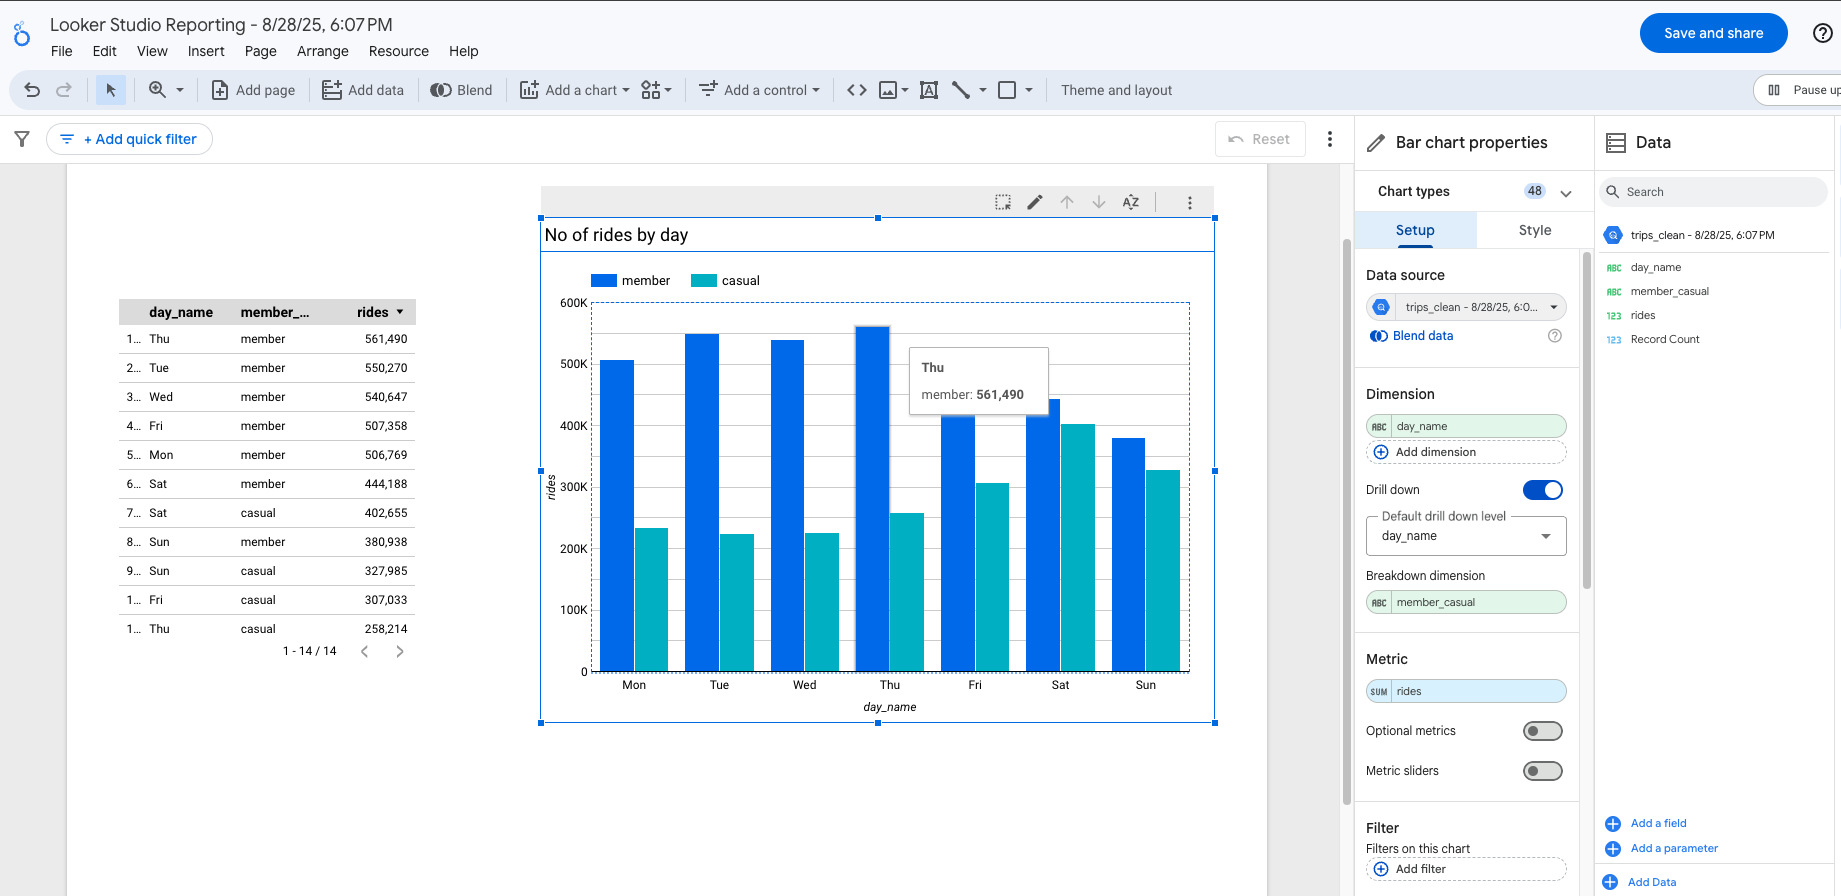 Looker Studio Reporting - 8/28/25, 6:07 PM
File Edit View Insert Page Arrange Resource Help
Save and share
Add page Add data Blend Add a chart Add a control Theme and layout Pause up
+ Add quick filter
Reset
No of rides by day
member casual
600K
500K
400K
300K
200K
100K
0
rides
Mon Tue Wed Thu Fri Sat Sun
day_name
Thu
member: 561,490
day_name member_... rides
1... Thu member 561,490
2... Tue member 550,270
3... Wed member 540,647
4... Fri member 507,358
5... Mon member 506,769
6... Sat member 444,188
7... Sat casual 402,655
8... Sun member 380,938
9... Sun casual 327,985
1... Fri casual 307,033
1... Thu casual 258,214
1 - 14 / 14
Bar chart properties
Chart types 48
Setup Style
Data source
trips_clean - 8/28/25, 6:0...
Blend data
Dimension
ABC day_name
Add dimension
Drill down
Default drill down level
day_name
Breakdown dimension
ABC member_casual
Metric
SUM rides
Optional metrics
Metric sliders
Filter
Filters on this chart
Add filter
Data
Search
trips_clean - 8/28/25, 6:07 PM
ABC day_name
ABC member_casual
123 rides
123 Record Count
Add a field
Add a parameter
Add Data